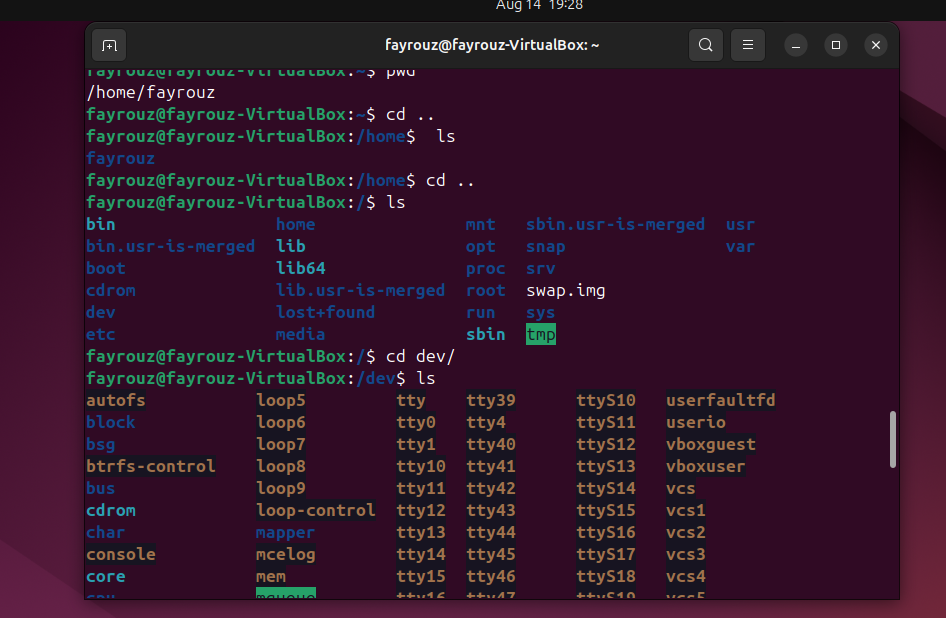 Aug 14 19:28
fayrouz@fayrouz-VirtualBox: ~
fayrouz@fayrouz-VirtualBox:~$ pwd
/home/fayrouz
fayrouz@fayrouz-VirtualBox:~$ cd ..
fayrouz@fayrouz-VirtualBox:/home$  ls
fayrouz
fayrouz@fayrouz-VirtualBox:/home$ cd ..
fayrouz@fayrouz-VirtualBox:/$ ls
bin home mnt sbin.usr-is-merged usr
bin.usr-is-merged lib opt snap var
boot lib64 proc srv
cdrom lib.usr-is-merged root swap.img
dev lost+found run sys
etc media sbin tmp
fayrouz@fayrouz-VirtualBox:/$ cd dev/
fayrouz@fayrouz-VirtualBox:/dev$ ls
autofs loop5 tty tty39 ttyS10 userfaultfd
block loop6 tty0 tty4 ttyS11 userio
bsg loop7 tty1 tty40 ttyS12 vboxguest
btrfs-control loop8 tty10 tty41 ttyS13 vboxuser
bus loop9 tty11 tty42 ttyS14 vcs
cdrom loop-control tty12 tty43 ttyS15 vcs1
char mapper tty13 tty44 ttyS16 vcs2
console mcelog tty14 tty45 ttyS17 vcs3
core mem tty15 tty46 ttyS18 vcs4
cpu mqueue tty16 tty47 ttyS19 vcs5